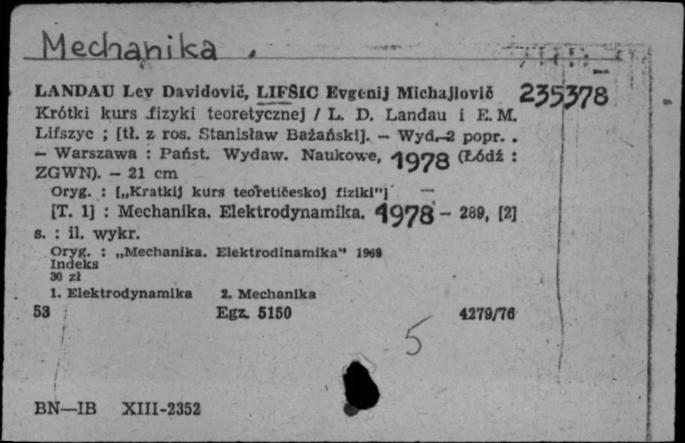 Mechanika .
LANDAU Lev Davidovič, LIFŠIC Evgenij Michajlovič 235378
Krótki kurs fizyki teoretycznej / L. D. Landau i E. M.
Lifszyc ; [tł. z ros. Stanisław Bażański]. — Wyd. 2 popr. .
— Warszawa : Państ. Wydaw. Naukowe, 1978 (Łódź :
ZGWN). — 21 cm
Oryg. : [„Kratkij kurs teoretičeskoj fiziki"]
[T. 1] : Mechanika. Elektrodynamika. 1978 — 289, [2]
s. : il. wykr.
Oryg. : „Mechanika. Elektrodinamika" 1969
Indeks
30 zł
1. Elektrodynamika 2. Mechanika
53 Egz. 5150 4279/76
5
BN—IB XIII-2352